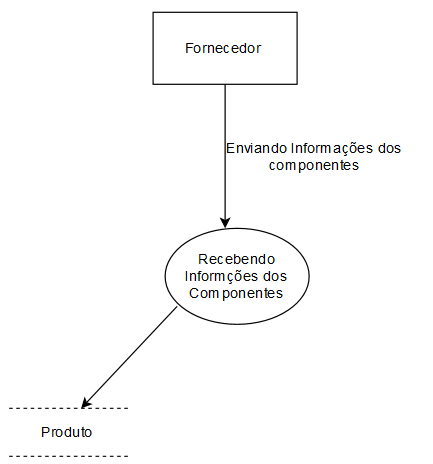 Fornecedor
Enviando Informações dos
componentes
Recebendo
Informções dos
Componentes
Produto